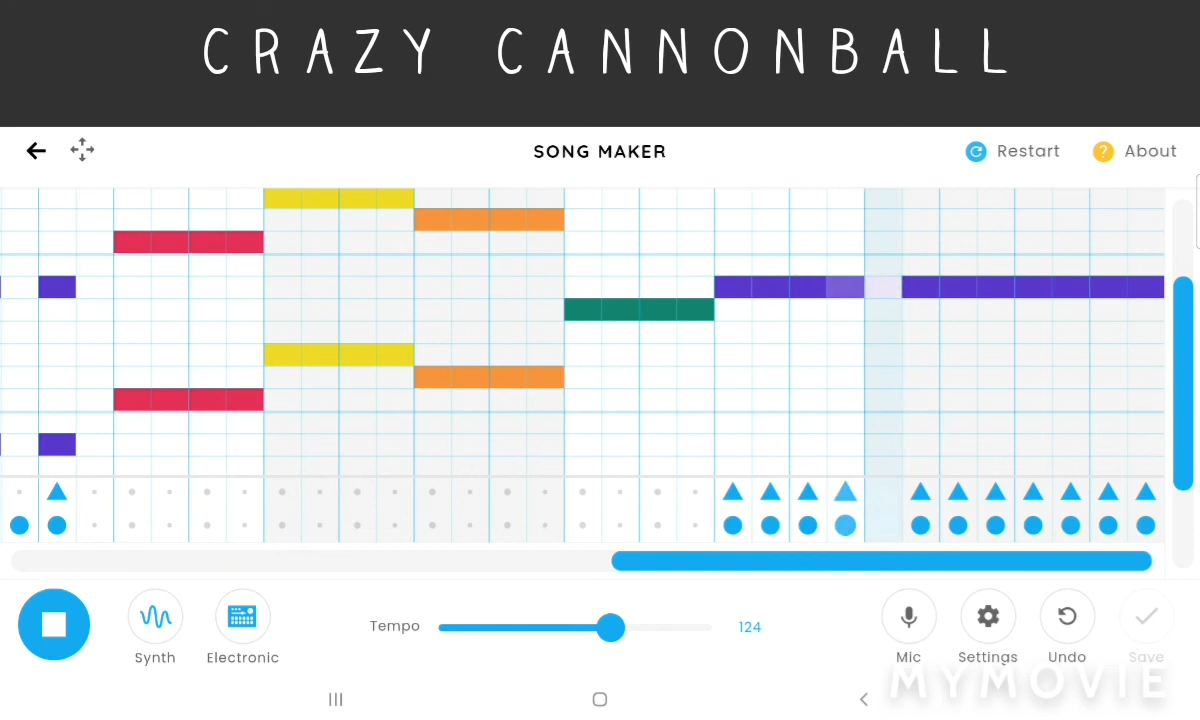 CRAZY CANNONBALL
SONG MAKER
Restart
? About
Tempo
124
Synth
Electronic
Mic
Settings
Undo
Save
MYMOVIE